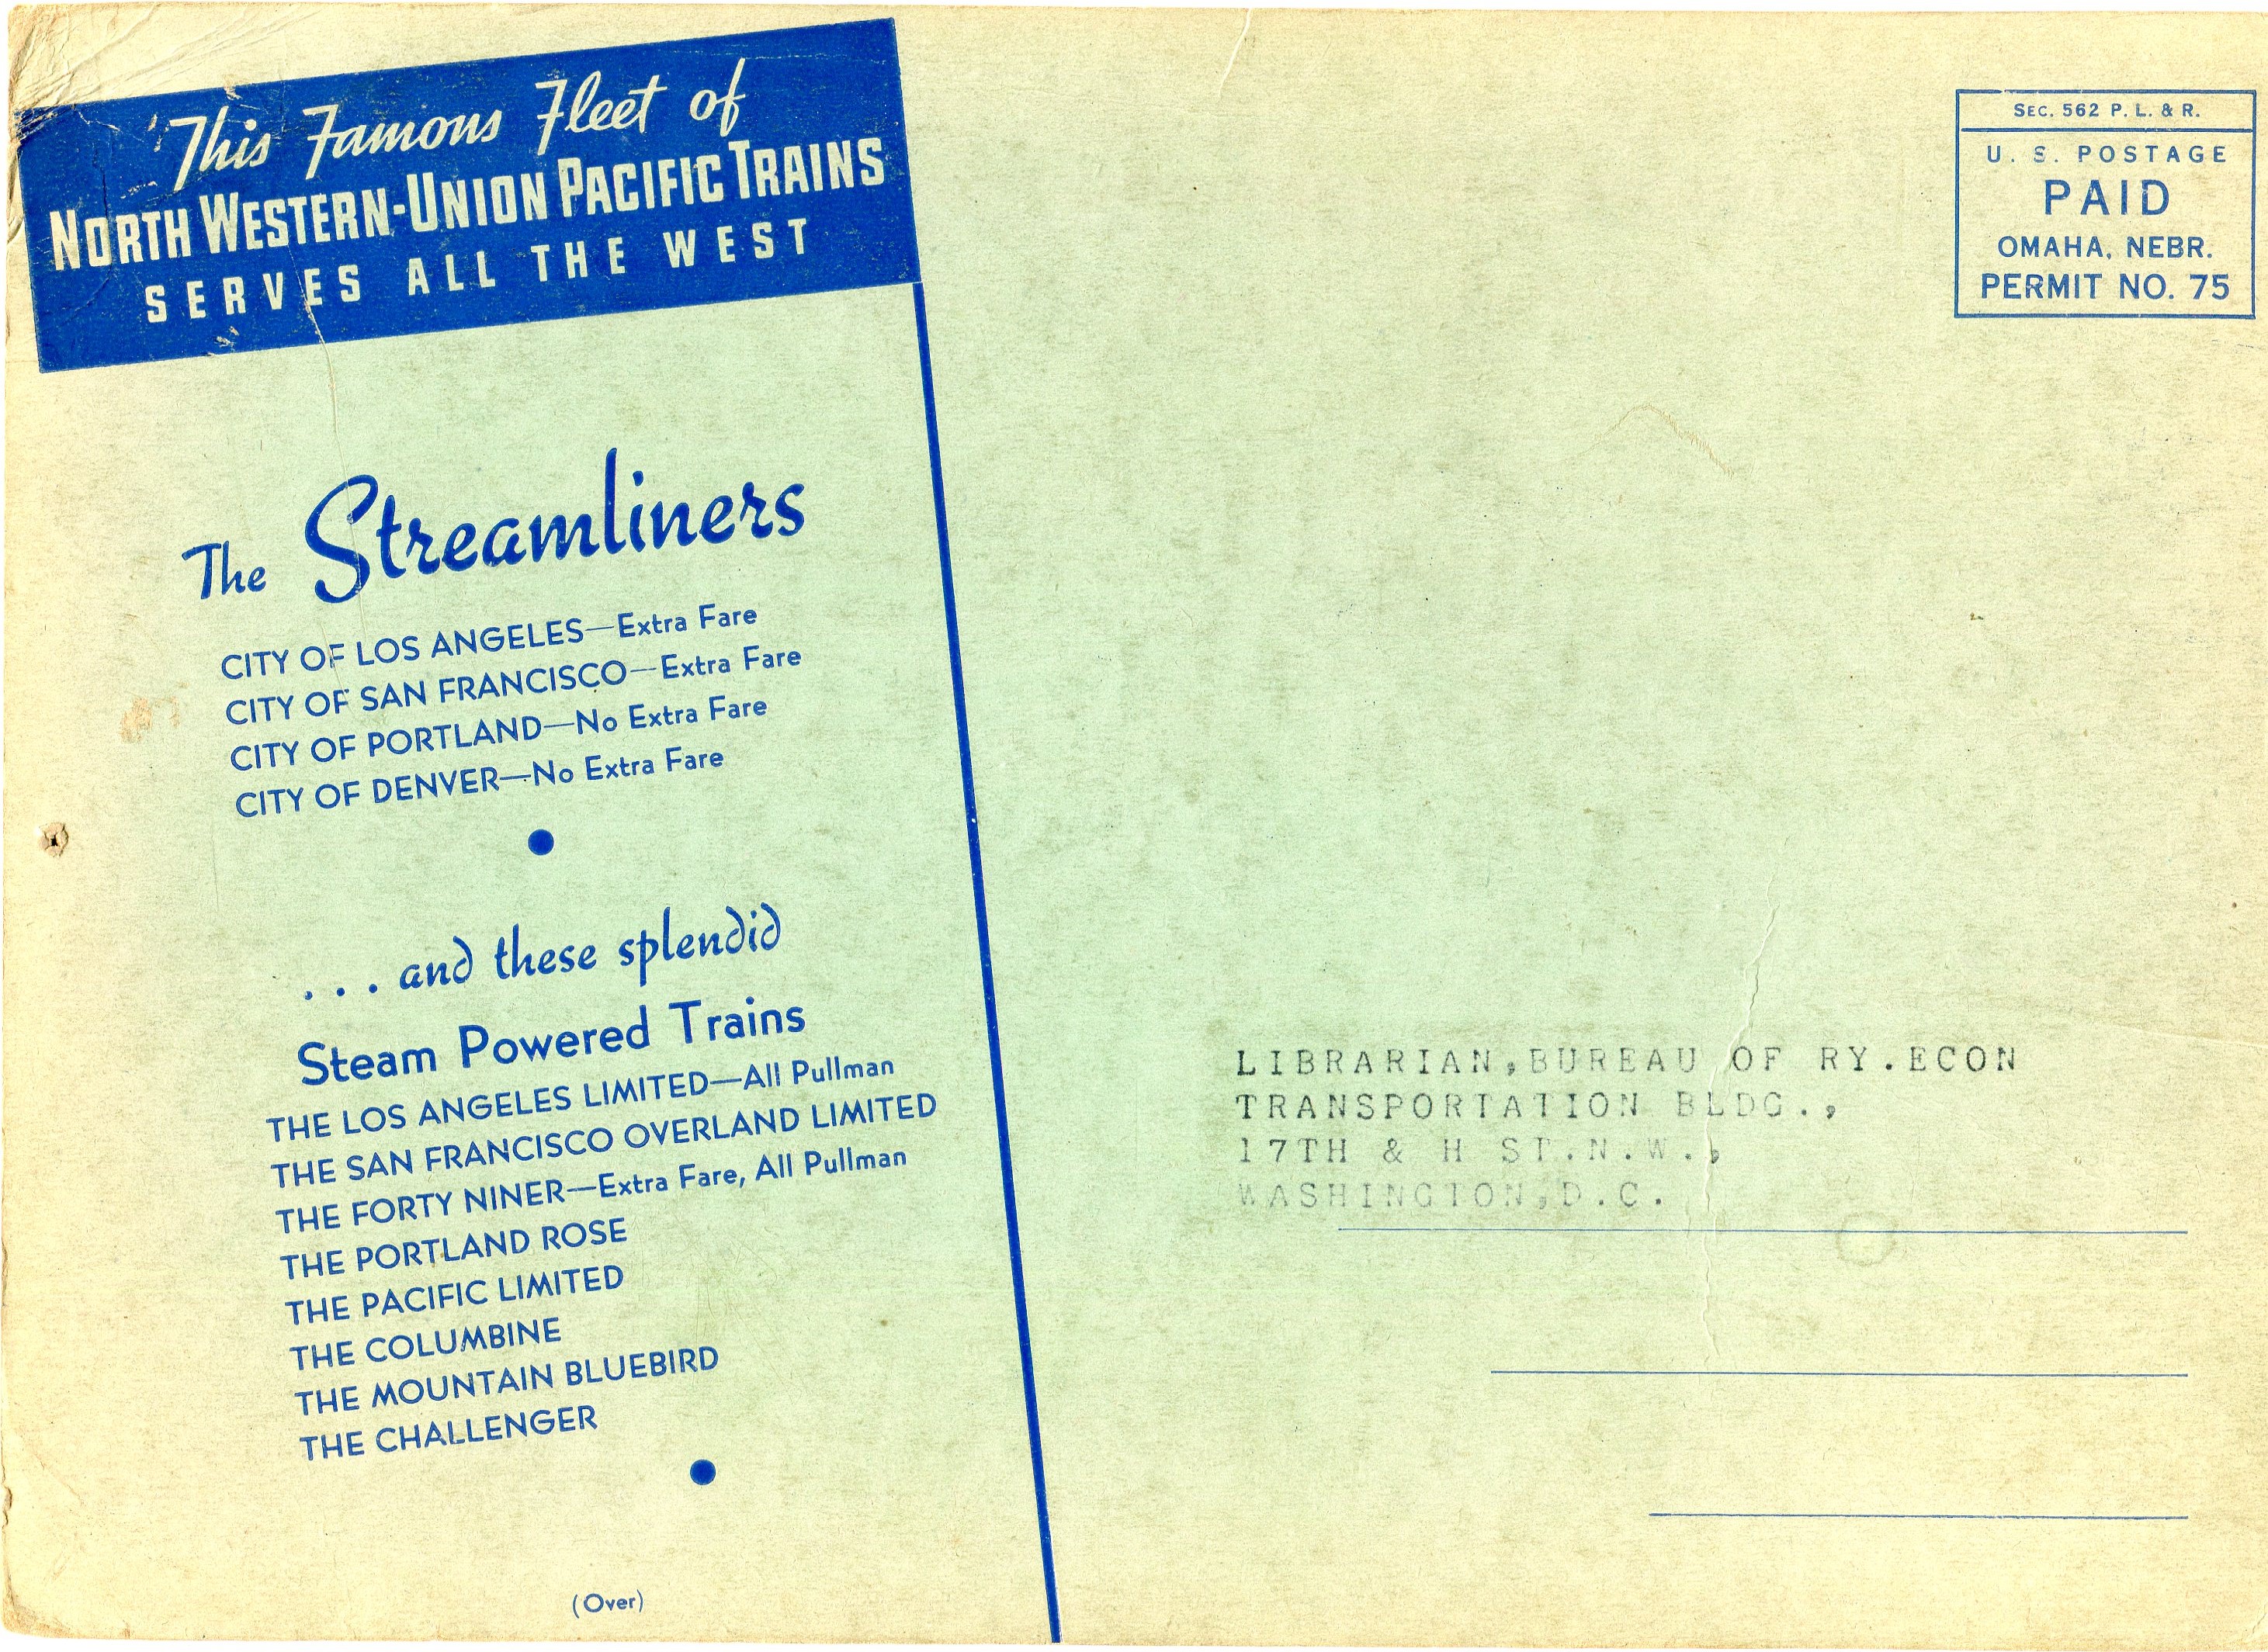 This Famous Fleet of
NORTH WESTERN-UNION PACIFIC TRAINS
SERVES ALL THE WEST
The Streamliners
CITY OF LOS ANGELES—Extra Fare
CITY OF SAN FRANCISCO—Extra Fare
CITY OF PORTLAND—No Extra Fare
CITY OF DENVER—No Extra Fare
. . . and these splendid
Steam Powered Trains
THE LOS ANGELES LIMITED—All Pullman
THE SAN FRANCISCO OVERLAND LIMITED
THE FORTY NINER—Extra Fare, All Pullman
THE PORTLAND ROSE
THE PACIFIC LIMITED
THE COLUMBINE
THE MOUNTAIN BLUEBIRD
THE CHALLENGER
(Over)
SEC. 562 P. L. & R.
U. S. POSTAGE
PAID
OMAHA, NEBR.
PERMIT NO. 75
LIBRARIAN,BUREAU OF RY.ECON
TRANSPORTATION BLDG.,
17TH & H ST.N.W.,
WASHINGTON,D.C.